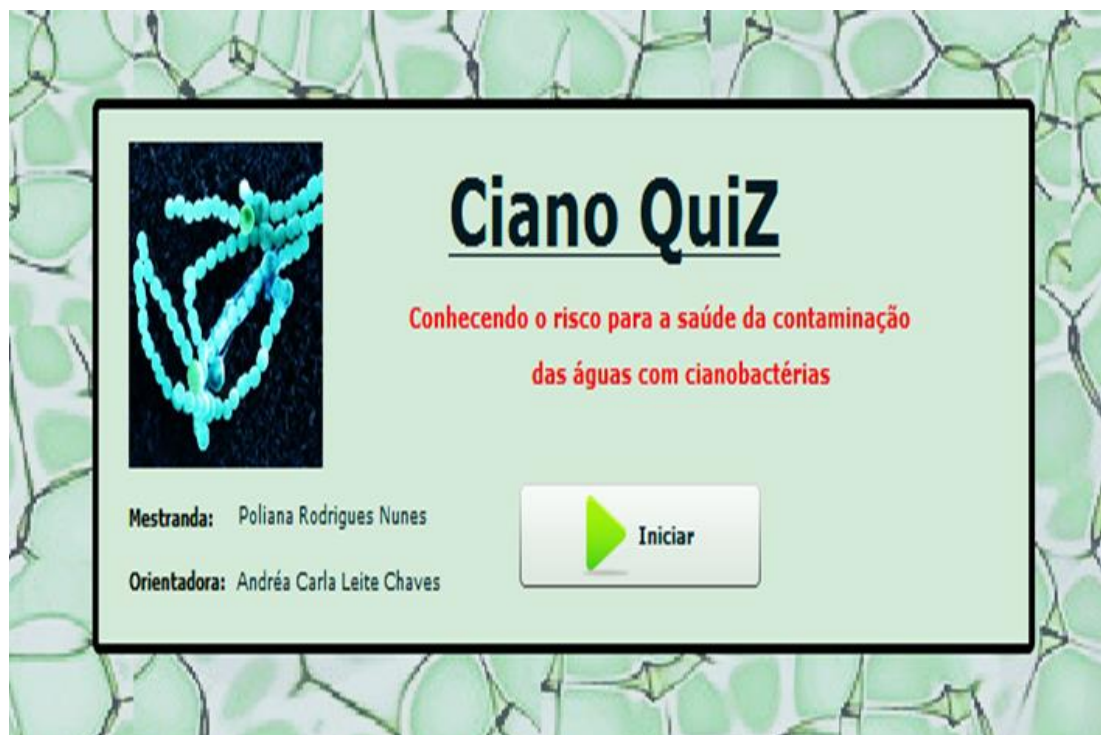 Ciano QuiZ
Conhecendo o risco para a saúde da contaminação
das águas com cianobactérias
Mestranda: Poliana Rodrigues Nunes
Iniciar
Orientadora: Andréa Carla Leite Chaves